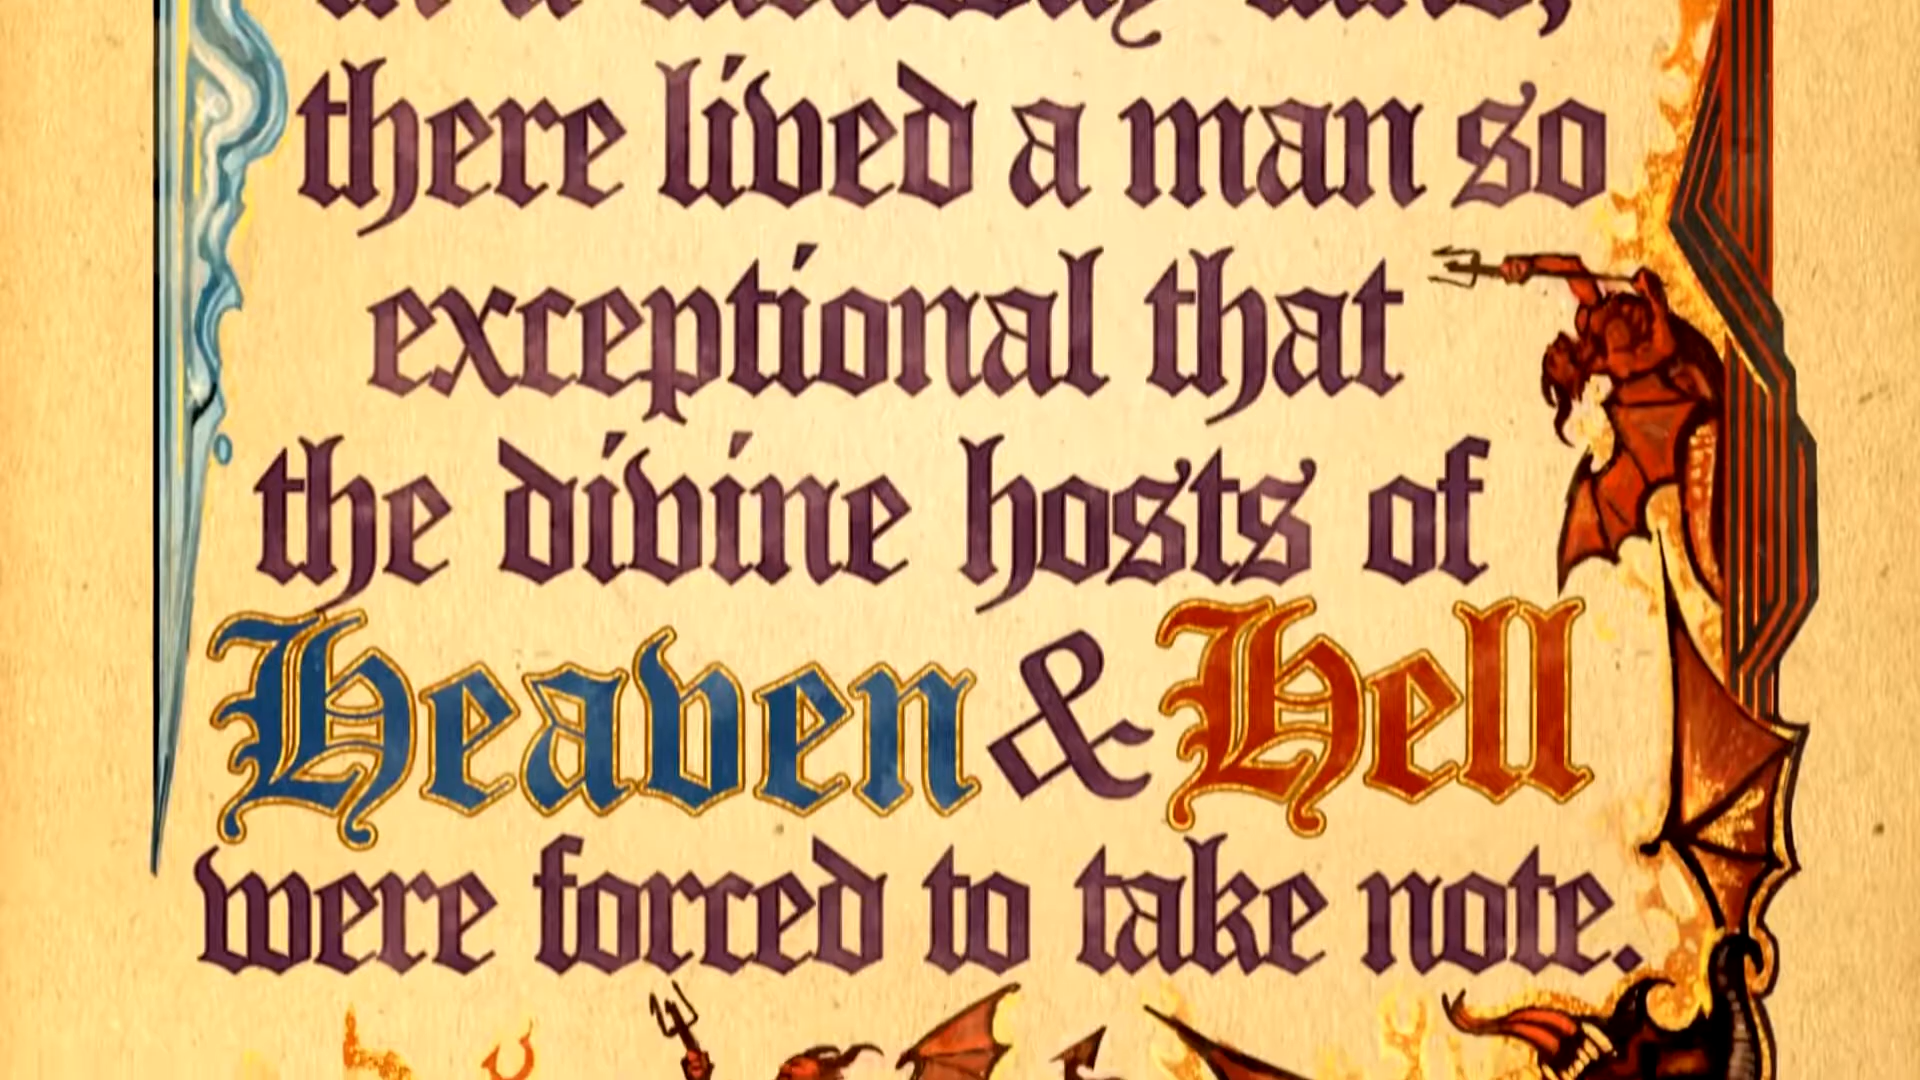 there lived a man so
exceptional that
the divine hosts of
Heaven & Hell
were forced to take note.